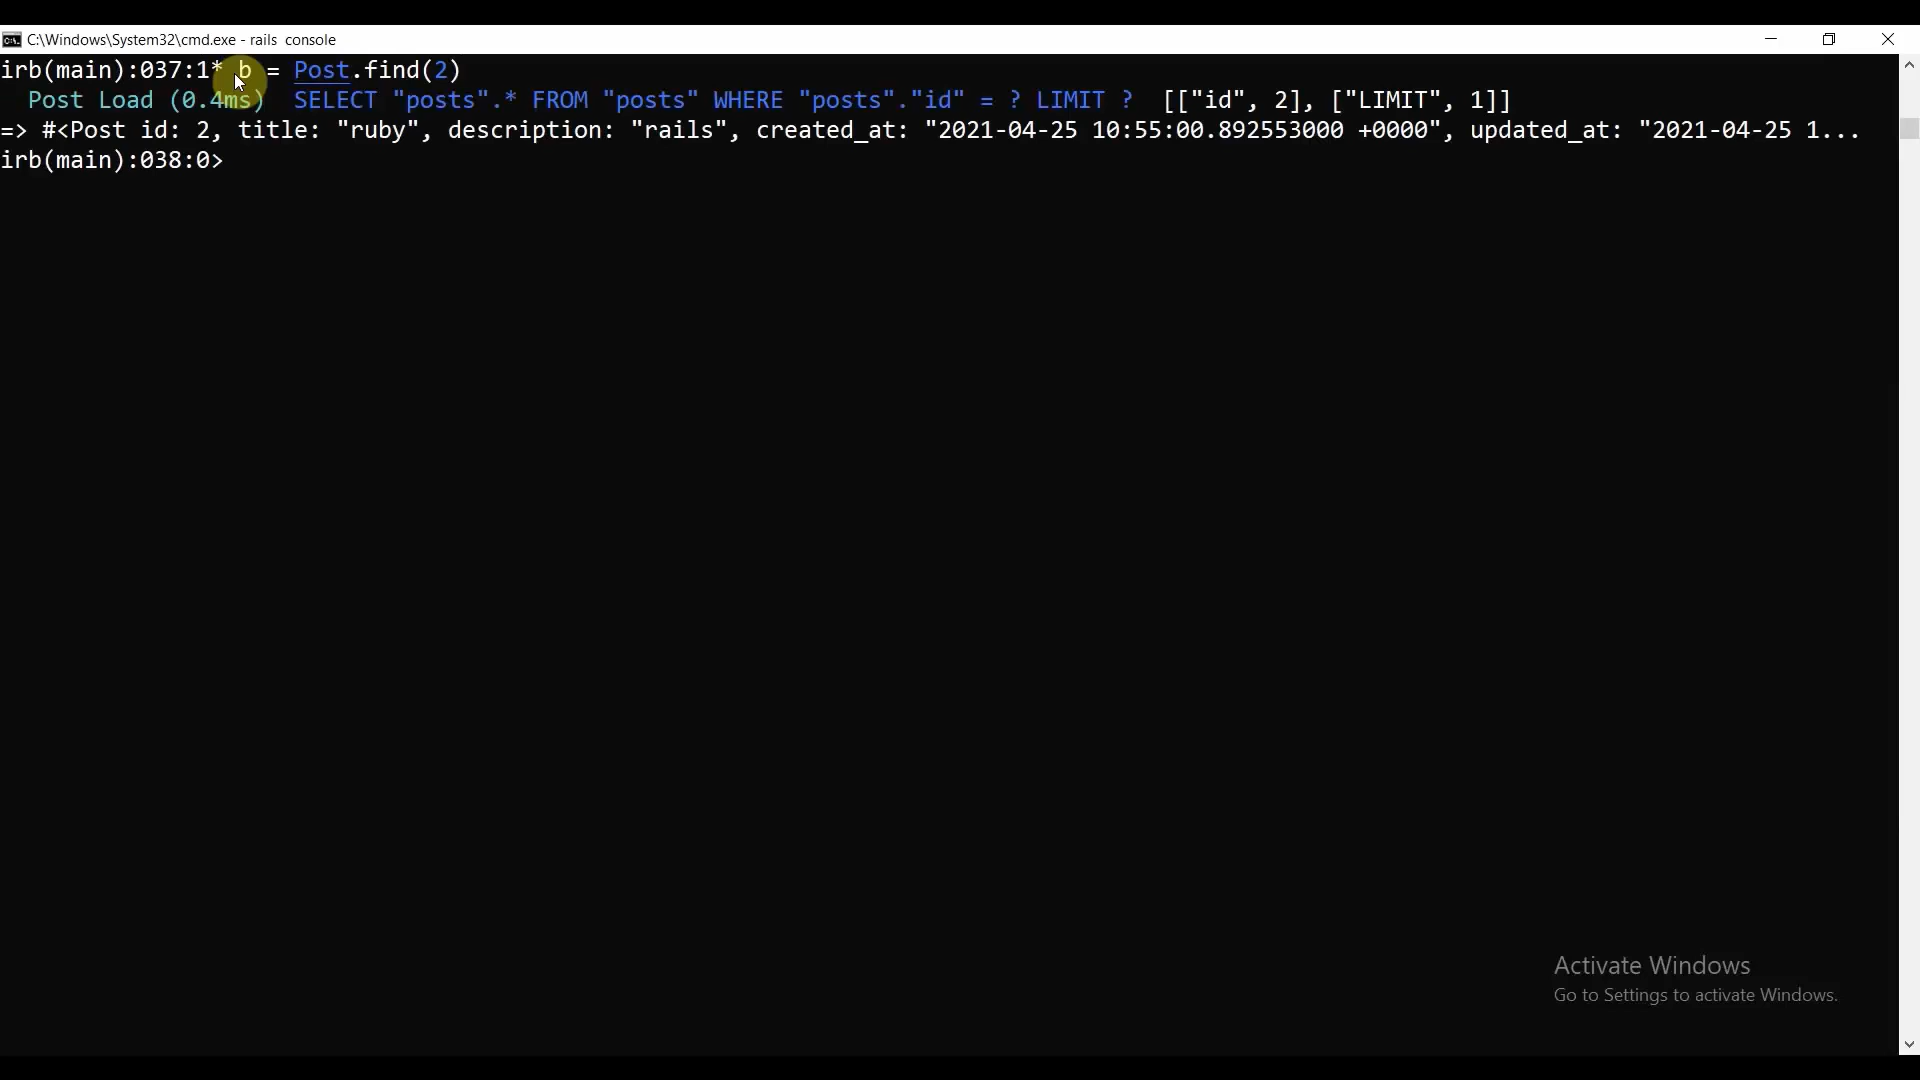 C:\Windows\System32\cmd.exe - rails  console
irb(main):037:1* b = Post.find(2)
  Post Load (0.4ms)  SELECT "posts".* FROM "posts" WHERE "posts"."id" = ? LIMIT ?  [["id", 2], ["LIMIT", 1]]
=> #<Post id: 2, title: "ruby", description: "rails", created_at: "2021-04-25 10:55:00.892553000 +0000", updated_at: "2021-04-25 1...
irb(main):038:0>
Activate Windows
Go to Settings to activate Windows.